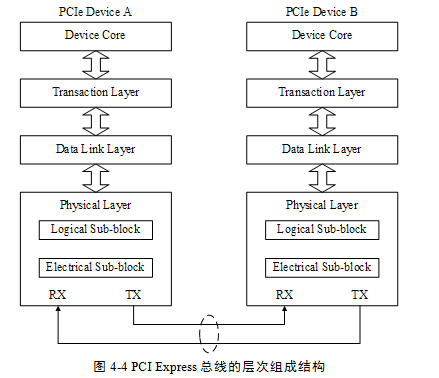 PCIe Device A
PCIe Device B
Device Core
Device Core
Transaction Layer
Transaction Layer
Data Link Layer
Data Link Layer
Physical Layer
Physical Layer
Logical Sub-block
Logical Sub-block
Electrical Sub-block
Electrical Sub-block
RX TX
RX TX
图 4-4 PCI Express 总线的层次组成结构